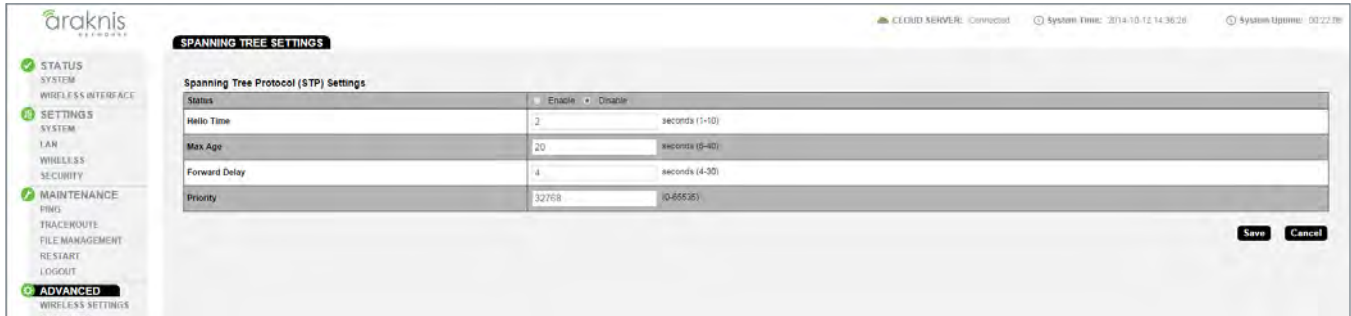 araknis
NETWORKS
CLOUD SERVER: Connected
System Time: 2014-10-12 14:36:26
System Uptime: 00:22:
SPANNING TREE SETTINGS
STATUS
SYSTEM
WIRELESS INTERFACE
SETTINGS
SYSTEM
LAN
WIRELESS
SECURITY
MAINTENANCE
PING
TRACEROUTE
FILE MANAGEMENT
RESTART
LOGOUT
ADVANCED
WIRELESS SETTINGS
Spanning Tree Protocol (STP) Settings
Status Enable Disable
Hello Time 2 seconds (1-10)
Max Age 20 seconds (6-40)
Forward Delay 4 seconds (4-30)
Priority 32768 (0-65535)
Save Cancel